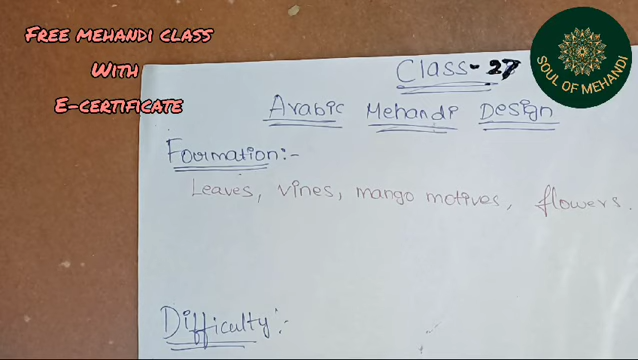 FREE MEHANDI CLASS
WITH
E-CERTIFICATE
SOUL OF MEHANDI
Class-27
Arabic Mehandi Design
Formation:-
Leaves, vines, mango motives, flowers.
Difficulty:-